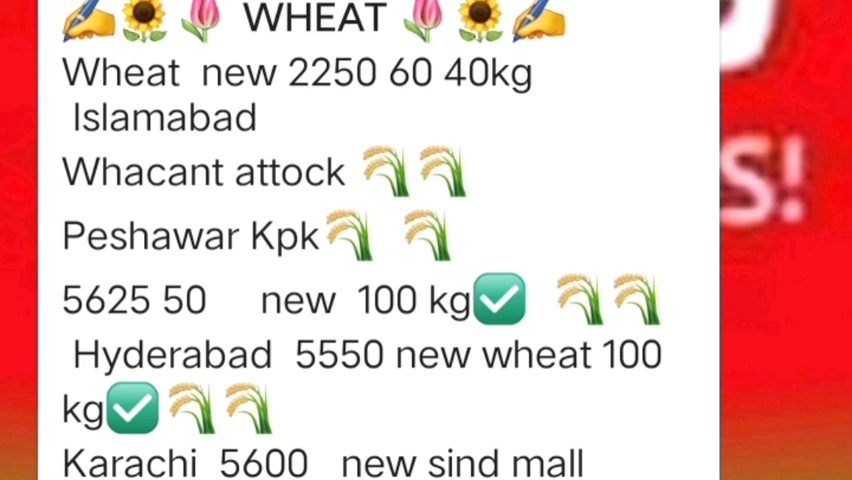 ✍️🌻🌷 WHEAT 🌷🌻✍️
Wheat new 2250 60 40kg
Islamabad
Whacant attock 🌾🌾
Peshawar Kpk🌾 🌾
5625 50 new 100 kg✅ 🌾🌾
Hyderabad 5550 new wheat 100
kg✅🌾🌾
Karachi 5600 new sind mall
S!